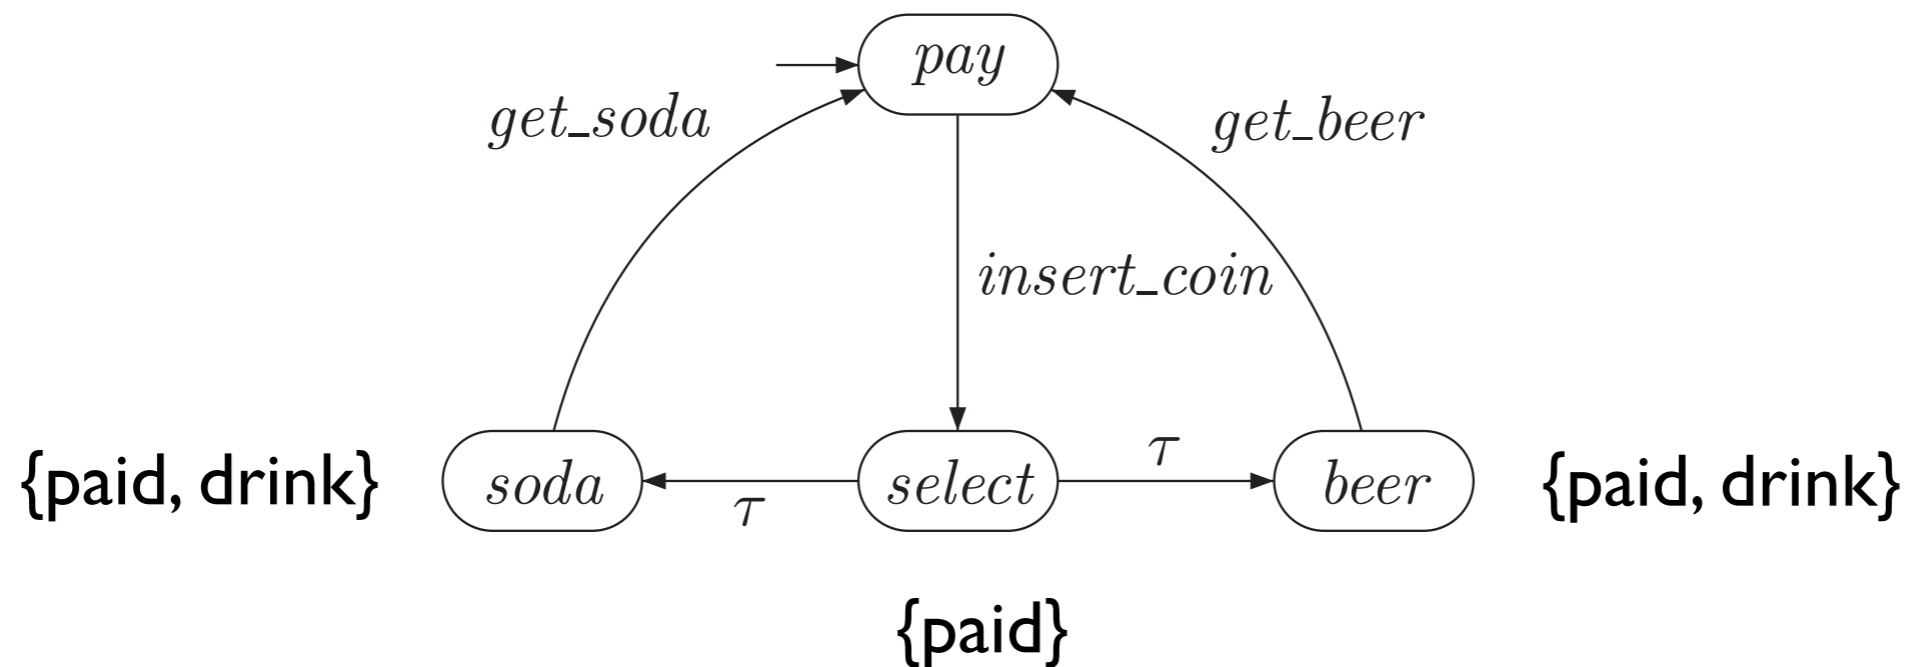 pay
get_soda
get_beer
insert_coin
τ
{paid, drink}
soda
select
beer
{paid, drink}
τ
{paid}